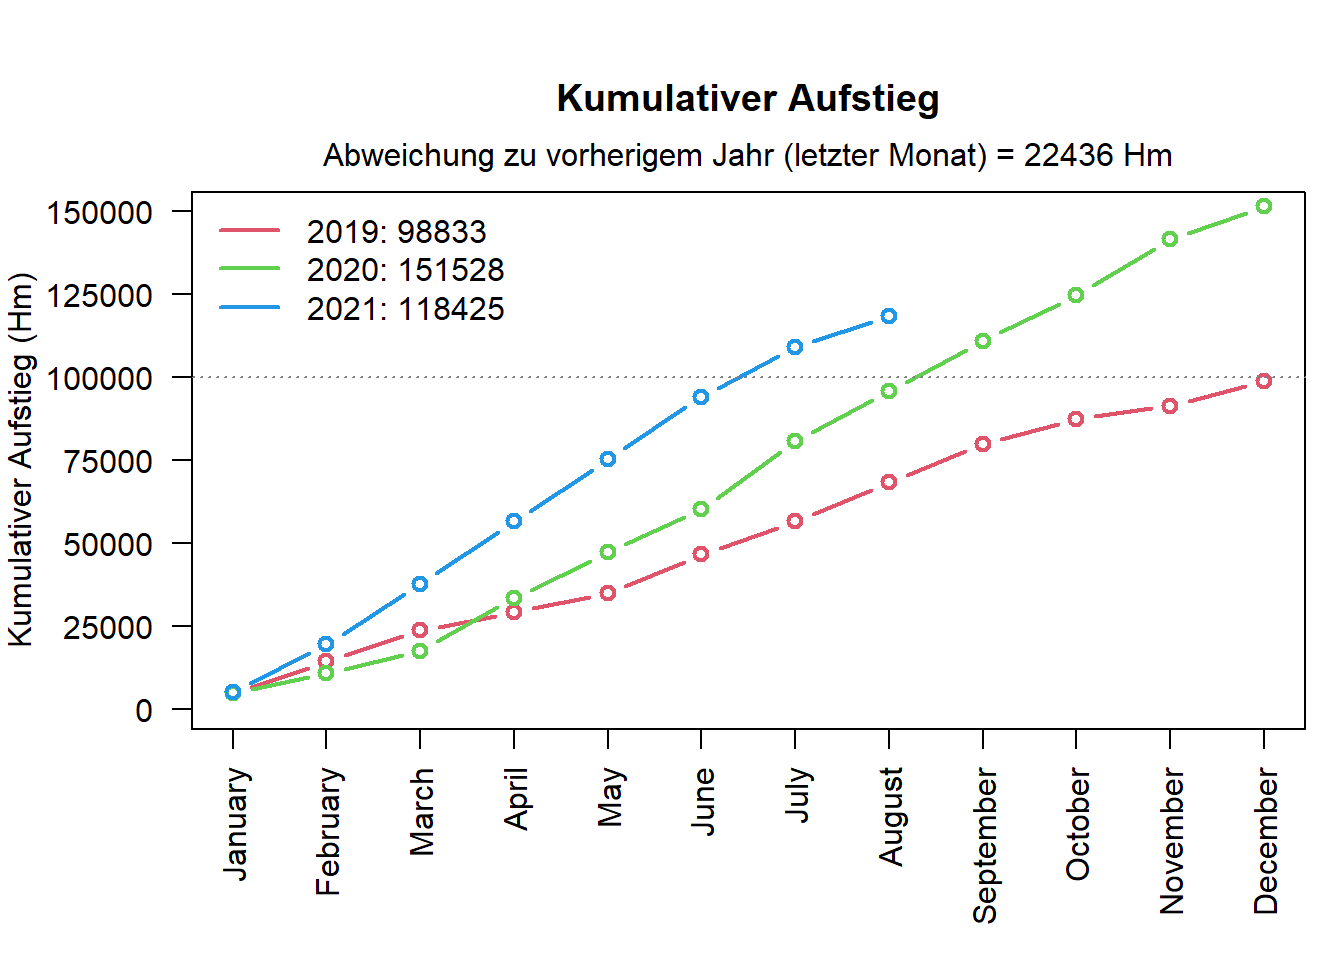 Kumulativer Aufstieg
Abweichung zu vorherigem Jahr (letzter Monat) = 22436 Hm
Kumulativer Aufstieg (Hm)
150000
125000
100000
75000
50000
25000
0
2019: 98833
2020: 151528
2021: 118425
January
February
March
April
May
June
July
August
September
October
November
December